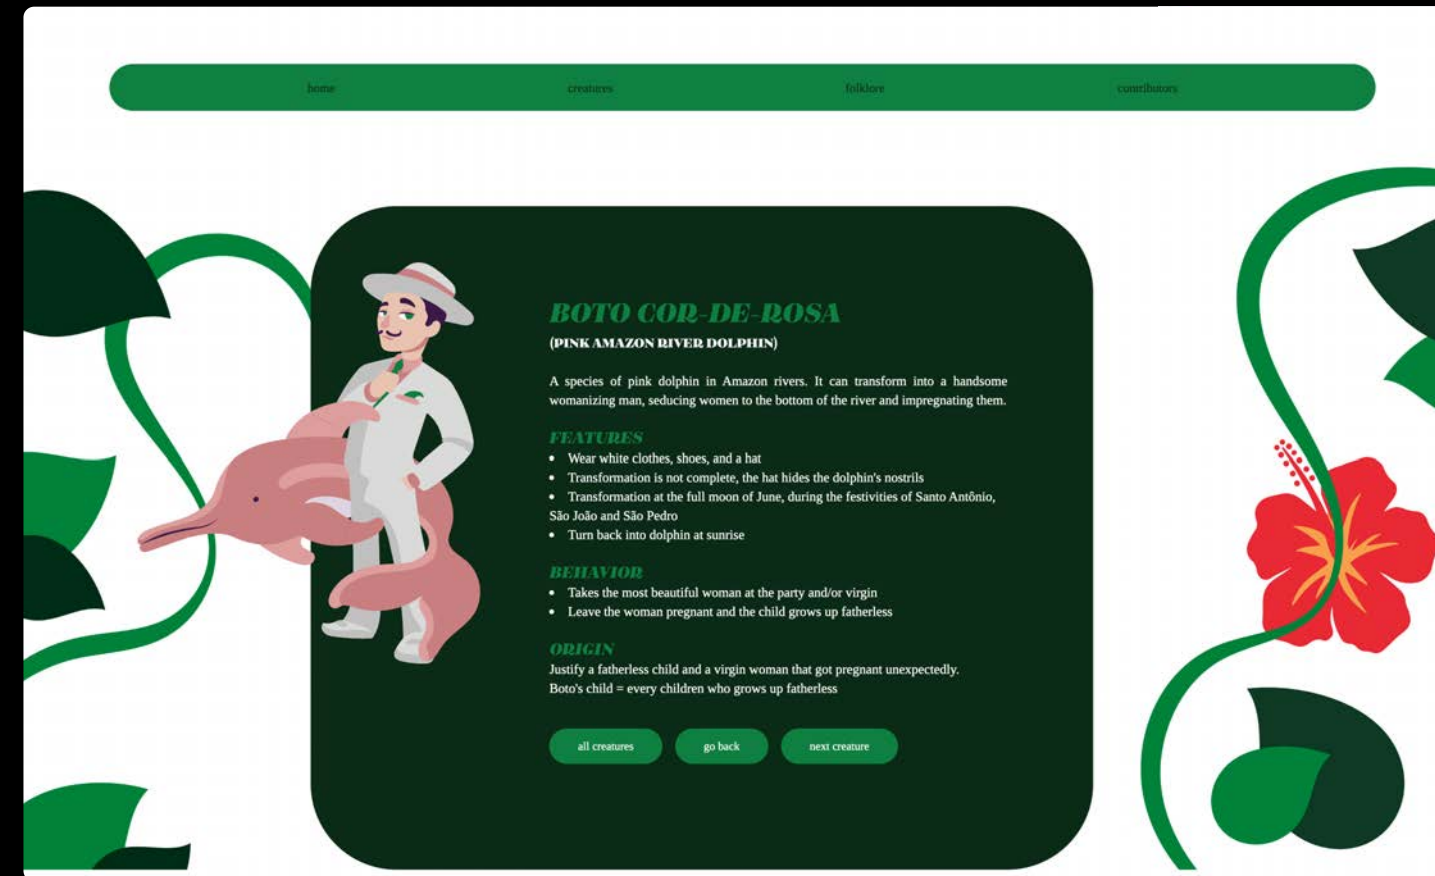 home creatures folklore contributors
BOTO COR-DE-ROSA
(PINK AMAZON RIVER DOLPHIN)
A species of pink dolphin in Amazon rivers. It can transform into a handsome
womanizing man, seducing women to the bottom of the river and impregnating them.
FEATURES
• Wear white clothes, shoes, and a hat
• Transformation is not complete, the hat hides the dolphin's nostrils
• Transformation at the full moon of June, during the festivities of Santo Antônio,
São João and São Pedro
• Turn back into dolphin at sunrise
BEHAVIOR
• Takes the most beautiful woman at the party and/or virgin
• Leave the woman pregnant and the child grows up fatherless
ORIGIN
Justify a fatherless child and a virgin woman that got pregnant unexpectedly.
Boto's child = every children who grows up fatherless
all creatures go back next creature